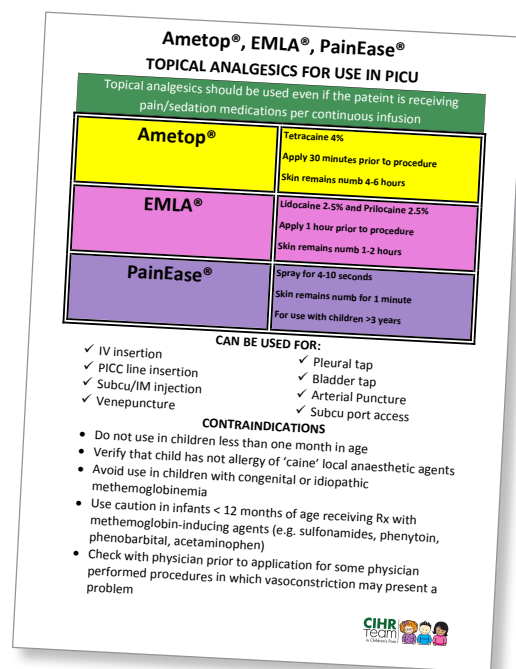 Ametop®, EMLA®, PainEase®
TOPICAL ANALGESICS FOR USE IN PICU
Topical analgesics should be used even if the pateint is receiving
pain/sedation medications per continuous infusion
Ametop®
Tetracaine 4%
Apply 30 minutes prior to procedure
Skin remains numb 4-6 hours
EMLA®
Lidocaine 2-5% and Prilocaine 2.5%
Apply 1 hour prior to procedure
Skin remains numb 1-2 hours
PainEase®
Spray for 4-10 seconds
Skin remains numb for 1 minute
For use with children >3 years
CAN BE USED FOR:
✓ IV insertion
✓ PICC line insertion
✓ Subcu/IM injection
✓ Venepuncture
✓ Pleural tap
✓ Bladder tap
✓ Arterial Puncture
✓ Subcu port access
CONTRAINDICATIONS
• Do not use in children less than one month in age
• Verify that child has not allergy of 'caine' local anaesthetic agents
• Avoid use in children with congenital or idiopathic
methemoglobinemia
• Use caution in infants < 12 months of age receiving Rx with
methemoglobin-inducing agents (e.g. sulfonamides, phenytoin,
phenobarbital, acetaminophen)
• Check with physician prior to application for some physician
performed procedures in which vasoconstriction may present a
problem
CIHR
Team
in Children's Pain